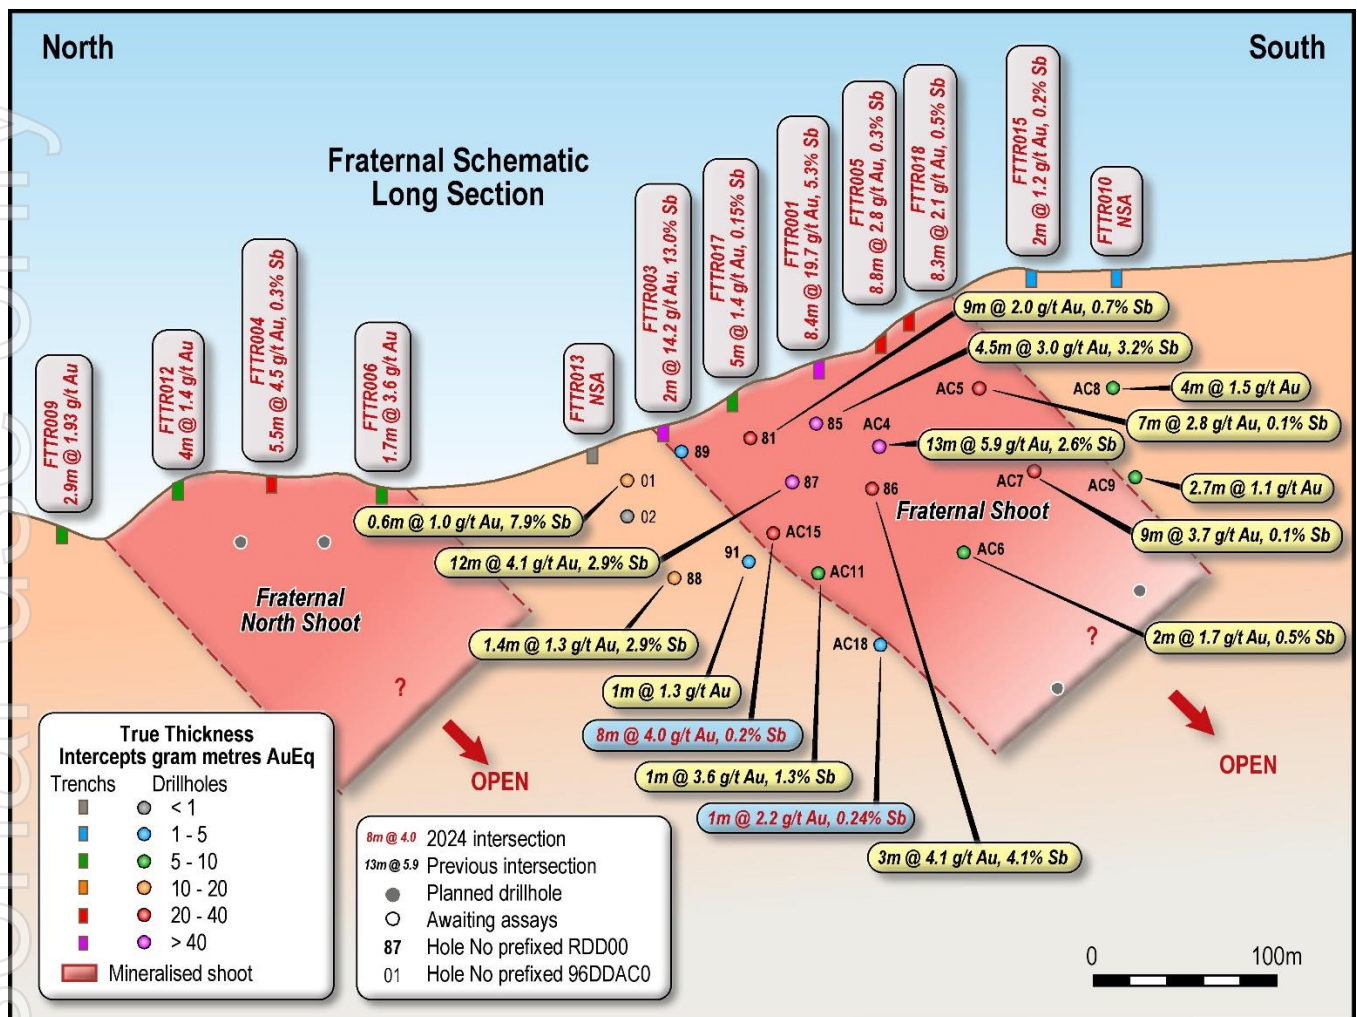 North
South
Fraternal Schematic
Long Section
FTTR009
2.9m @ 1.93 g/t Au
FTTR012
4m @ 1.4 g/t Au
FTTR004
5.5m @ 4.5 g/t Au, 0.3% Sb
FTTR006
1.7m @ 3.6 g/t Au
FTTR013
NSA
FTTR003
2m @ 14.2 g/t Au, 13.0% Sb
FTTR017
5m @ 1.4 g/t Au, 0.15% Sb
FTTR001
8.4m @ 19.7 g/t Au, 5.3% Sb
FTTR005
8.8m @ 2.8 g/t Au, 0.3% Sb
FTTR018
8.3m @ 2.1 g/t Au, 0.5% Sb
FTTR015
2m @ 1.2 g/t Au, 0.2% Sb
FTTR010
NSA
9m @ 2.0 g/t Au, 0.7% Sb
4.5m @ 3.0 g/t Au, 3.2% Sb
AC5
AC8
4m @ 1.5 g/t Au
7m @ 2.8 g/t Au, 0.1% Sb
85
AC4
81
13m @ 5.9 g/t Au, 2.6% Sb
89
01
87
86
AC7
AC9
2.7m @ 1.1 g/t Au
Fraternal Shoot
02
0.6m @ 1.0 g/t Au, 7.9% Sb
AC15
9m @ 3.7 g/t Au, 0.1% Sb
12m @ 4.1 g/t Au, 2.9% Sb
91
AC6
88
AC11
Fraternal
North Shoot
1.4m @ 1.3 g/t Au, 2.9% Sb
AC18
?
2m @ 1.7 g/t Au, 0.5% Sb
?
1m @ 1.3 g/t Au
8m @ 4.0 g/t Au, 0.2% Sb
OPEN
OPEN
1m @ 3.6 g/t Au, 1.3% Sb
1m @ 2.2 g/t Au, 0.24% Sb
3m @ 4.1 g/t Au, 4.1% Sb
True Thickness
Intercepts gram metres AuEq
Trenchs Drillholes
< 1
1 - 5
5 - 10
10 - 20
20 - 40
> 40
Mineralised shoot
8m @ 4.0 2024 intersection
13m @ 5.9 Previous intersection
Planned drillhole
Awaiting assays
87 Hole No prefixed RDD00
01 Hole No prefixed 96DDAC0
0 100m